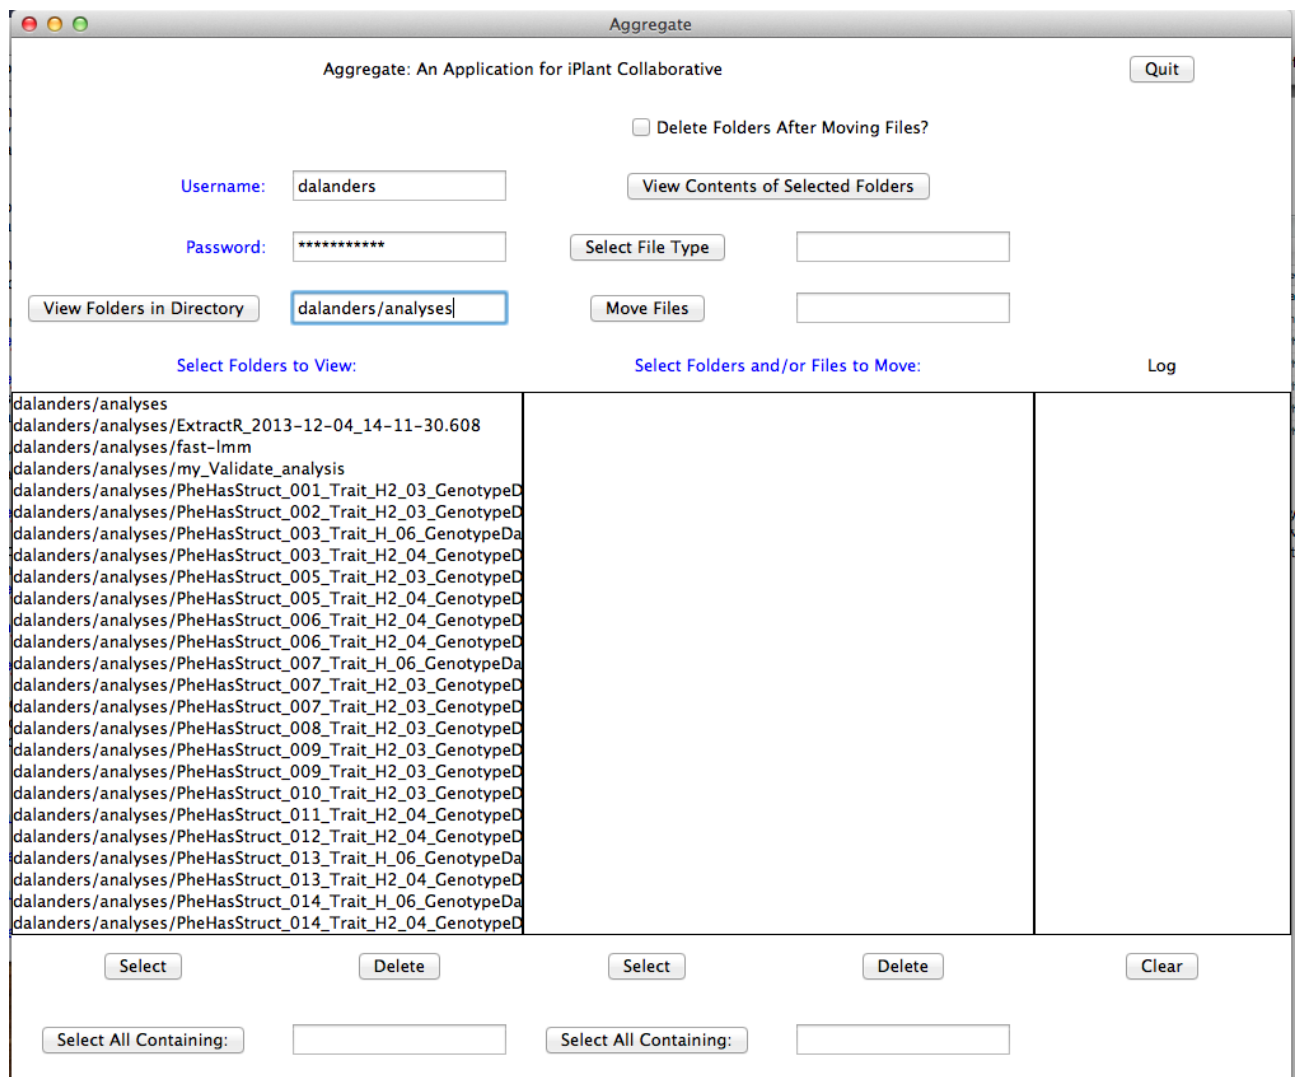 Aggregate
Aggregate: An Application for iPlant Collaborative
Quit
Delete Folders After Moving Files?
Username:
dalanders
View Contents of Selected Folders
Password:
***********
Select File Type
View Folders in Directory
dalanders/analyses
Move Files
Select Folders to View:
Select Folders and/or Files to Move:
Log
dalanders/analyses
dalanders/analyses/ExtractR_2013-12-04_14-11-30.608
dalanders/analyses/fast-lmm
dalanders/analyses/my_Validate_analysis
dalanders/analyses/PheHasStruct_001_Trait_H2_03_GenotypeD
dalanders/analyses/PheHasStruct_002_Trait_H2_03_GenotypeD
dalanders/analyses/PheHasStruct_003_Trait_H_06_GenotypeDa
dalanders/analyses/PheHasStruct_003_Trait_H2_04_GenotypeD
dalanders/analyses/PheHasStruct_005_Trait_H2_03_GenotypeD
dalanders/analyses/PheHasStruct_005_Trait_H2_04_GenotypeD
dalanders/analyses/PheHasStruct_006_Trait_H2_04_GenotypeD
dalanders/analyses/PheHasStruct_006_Trait_H2_04_GenotypeD
dalanders/analyses/PheHasStruct_007_Trait_H_06_GenotypeDa
dalanders/analyses/PheHasStruct_007_Trait_H2_03_GenotypeD
dalanders/analyses/PheHasStruct_007_Trait_H2_03_GenotypeD
dalanders/analyses/PheHasStruct_008_Trait_H2_03_GenotypeD
dalanders/analyses/PheHasStruct_009_Trait_H2_03_GenotypeD
dalanders/analyses/PheHasStruct_009_Trait_H2_03_GenotypeD
dalanders/analyses/PheHasStruct_010_Trait_H2_03_GenotypeD
dalanders/analyses/PheHasStruct_011_Trait_H2_04_GenotypeD
dalanders/analyses/PheHasStruct_012_Trait_H2_04_GenotypeD
dalanders/analyses/PheHasStruct_013_Trait_H_06_GenotypeDa
dalanders/analyses/PheHasStruct_013_Trait_H2_04_GenotypeD
dalanders/analyses/PheHasStruct_014_Trait_H_06_GenotypeDa
dalanders/analyses/PheHasStruct_014_Trait_H2_04_GenotypeD
Select
Delete
Select
Delete
Clear
Select All Containing:
Select All Containing: